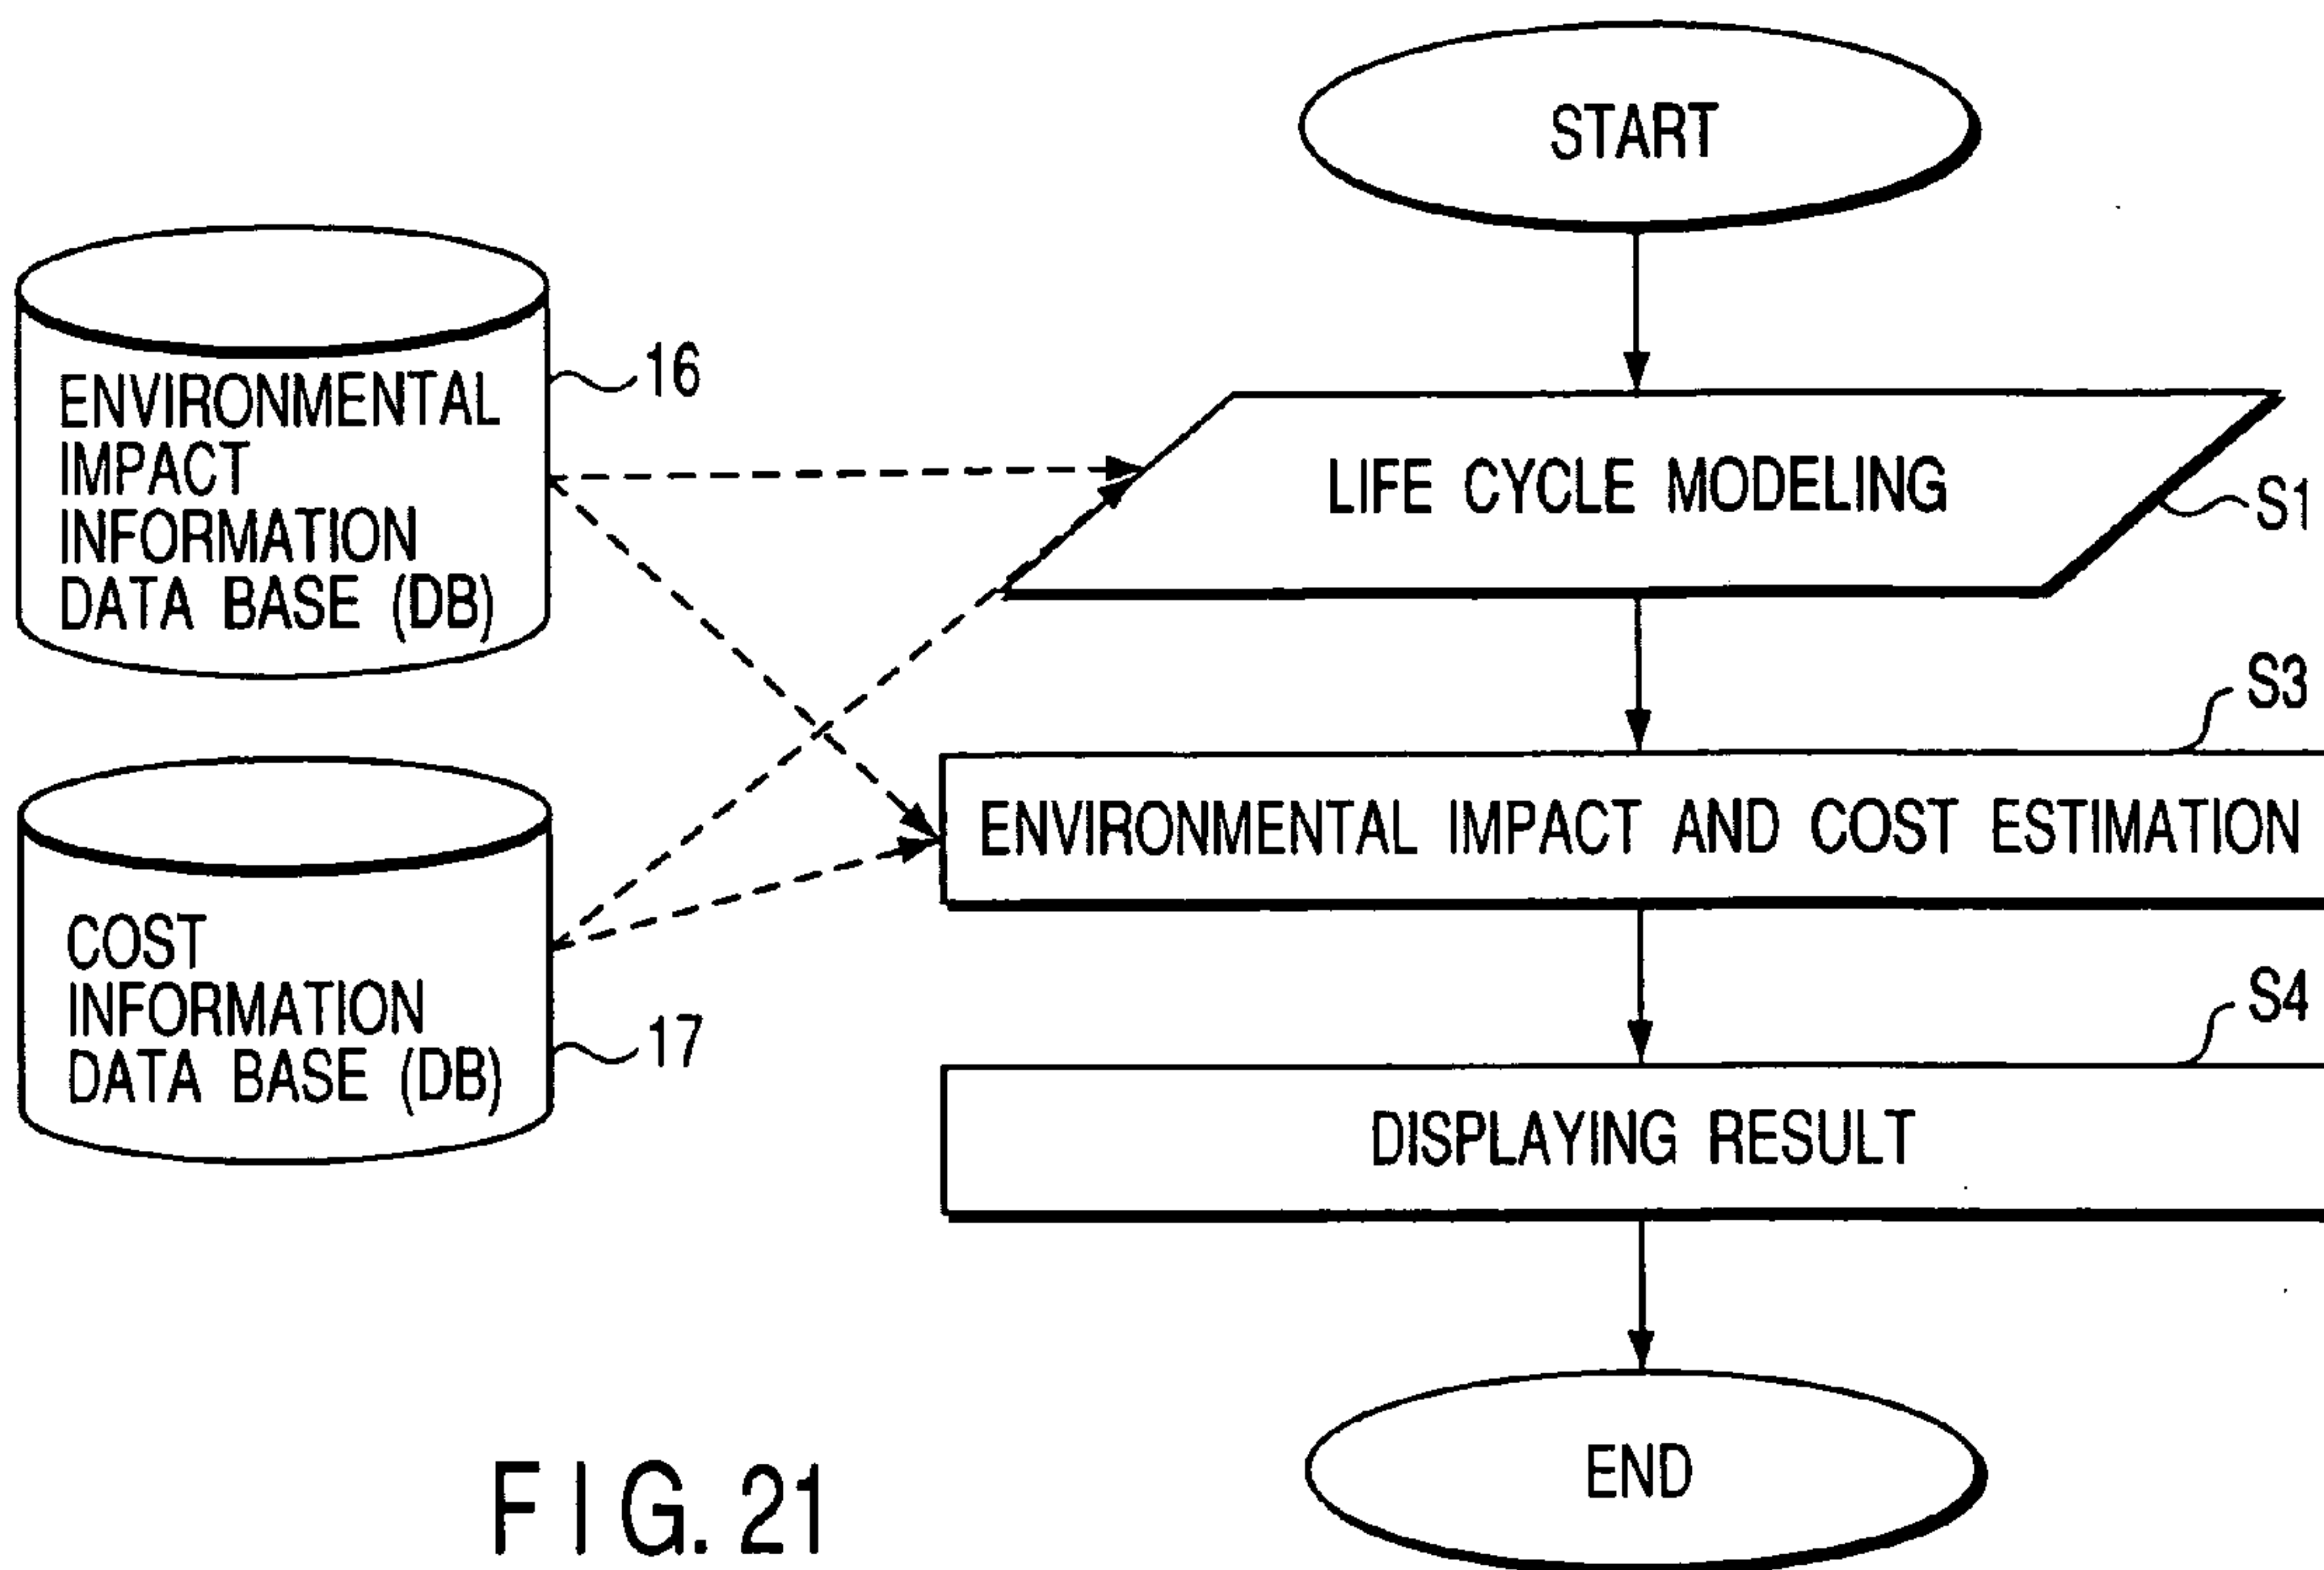 START
ENVIRONMENTAL
IMPACT
INFORMATION
DATA BASE (DB)
16
LIFE CYCLE MODELING
S1
S3
ENVIRONMENTAL IMPACT AND COST ESTIMATION
COST
INFORMATION
DATA BASE (DB)
17
S4
DISPLAYING RESULT
END
FIG. 21